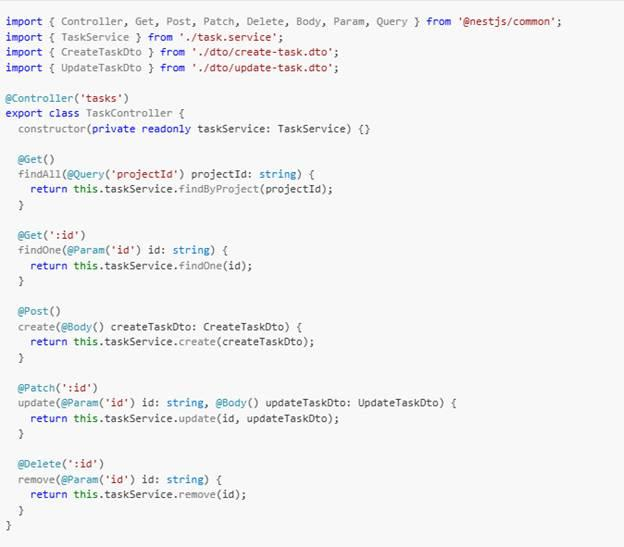 import { Controller, Get, Post, Patch, Delete, Body, Param, Query } from '@nestjs/common';
import { TaskService } from './task.service';
import { CreateTaskDto } from './dto/create-task.dto';
import { UpdateTaskDto } from './dto/update-task.dto';

@Controller('tasks')
export class TaskController {
  constructor(private readonly taskService: TaskService) {}

  @Get()
  findAll(@Query('projectId') projectId: string) {
    return this.taskService.findByProject(projectId);
  }

  @Get(':id')
  findOne(@Param('id') id: string) {
    return this.taskService.findOne(id);
  }

  @Post()
  create(@Body() createTaskDto: CreateTaskDto) {
    return this.taskService.create(createTaskDto);
  }

  @Patch(':id')
  update(@Param('id') id: string, @Body() updateTaskDto: UpdateTaskDto) {
    return this.taskService.update(id, updateTaskDto);
  }

  @Delete(':id')
  remove(@Param('id') id: string) {
    return this.taskService.remove(id);
  }
}